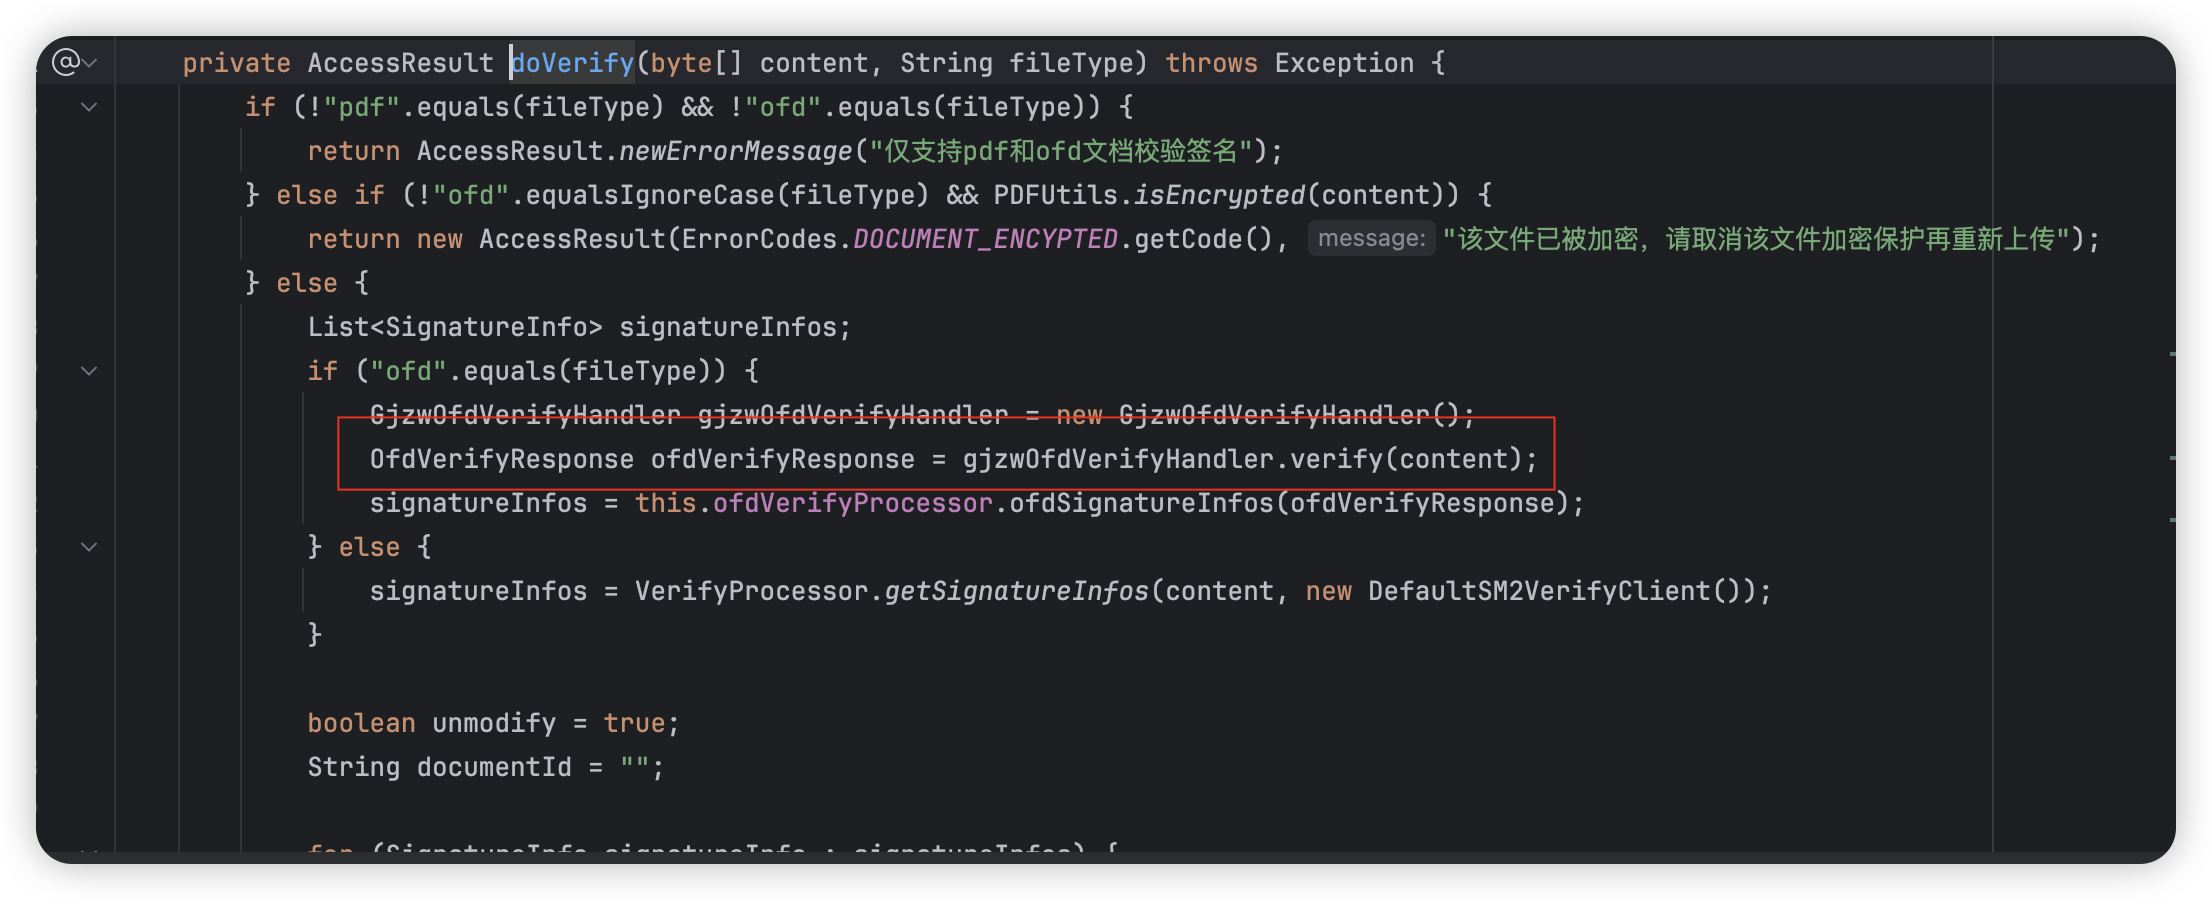 private AccessResult doVerify(byte[] content, String fileType) throws Exception {
if (!"pdf".equals(fileType) && !"ofd".equals(fileType)) {
return AccessResult.newErrorMessage("仅支持pdf和ofd文档校验签名");
} else if (!"ofd".equalsIgnoreCase(fileType) && PDFUtils.isEncrypted(content)) {
return new AccessResult(ErrorCodes.DOCUMENT_ENCYPTED.getCode(), message: "该文件已被加密，请取消该文件加密保护再重新上传");
} else {
List<SignatureInfo> signatureInfos;
if ("ofd".equals(fileType)) {
GjzwOfdVerifyHandler gjzwOfdVerifyHandler = new GjzwOfdVerifyHandler();
OfdVerifyResponse ofdVerifyResponse = gjzwOfdVerifyHandler.verify(content);
signatureInfos = this.ofdVerifyProcessor.ofdSignatureInfos(ofdVerifyResponse);
} else {
signatureInfos = VerifyProcessor.getSignatureInfos(content, new DefaultSM2VerifyClient());
}
boolean unmodify = true;
String documentId = "";
for (SignatureInfo signatureInfo : signatureInfos) {